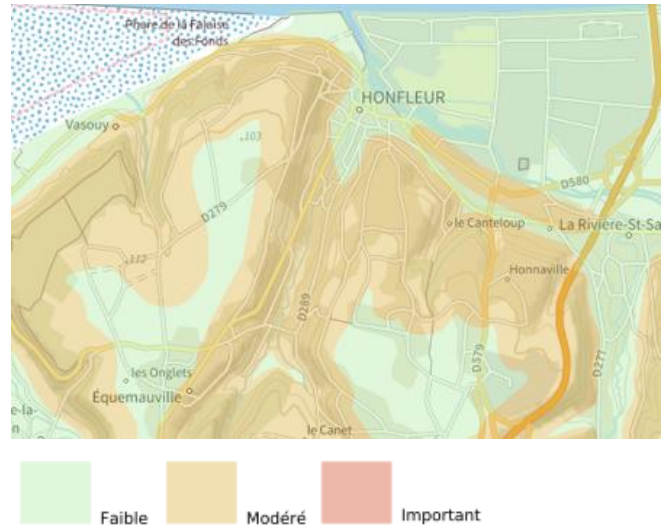 Phare de la Falaise
des Fonds
HONFLEUR
Vasouy
103
D279
D580
le Canteloup
La Rivière-St-Sa
112
Honnaville
D289
D579
D271
les Onglets
Équemauville
e-la-
n
le Canet
Faible
Modéré
Important